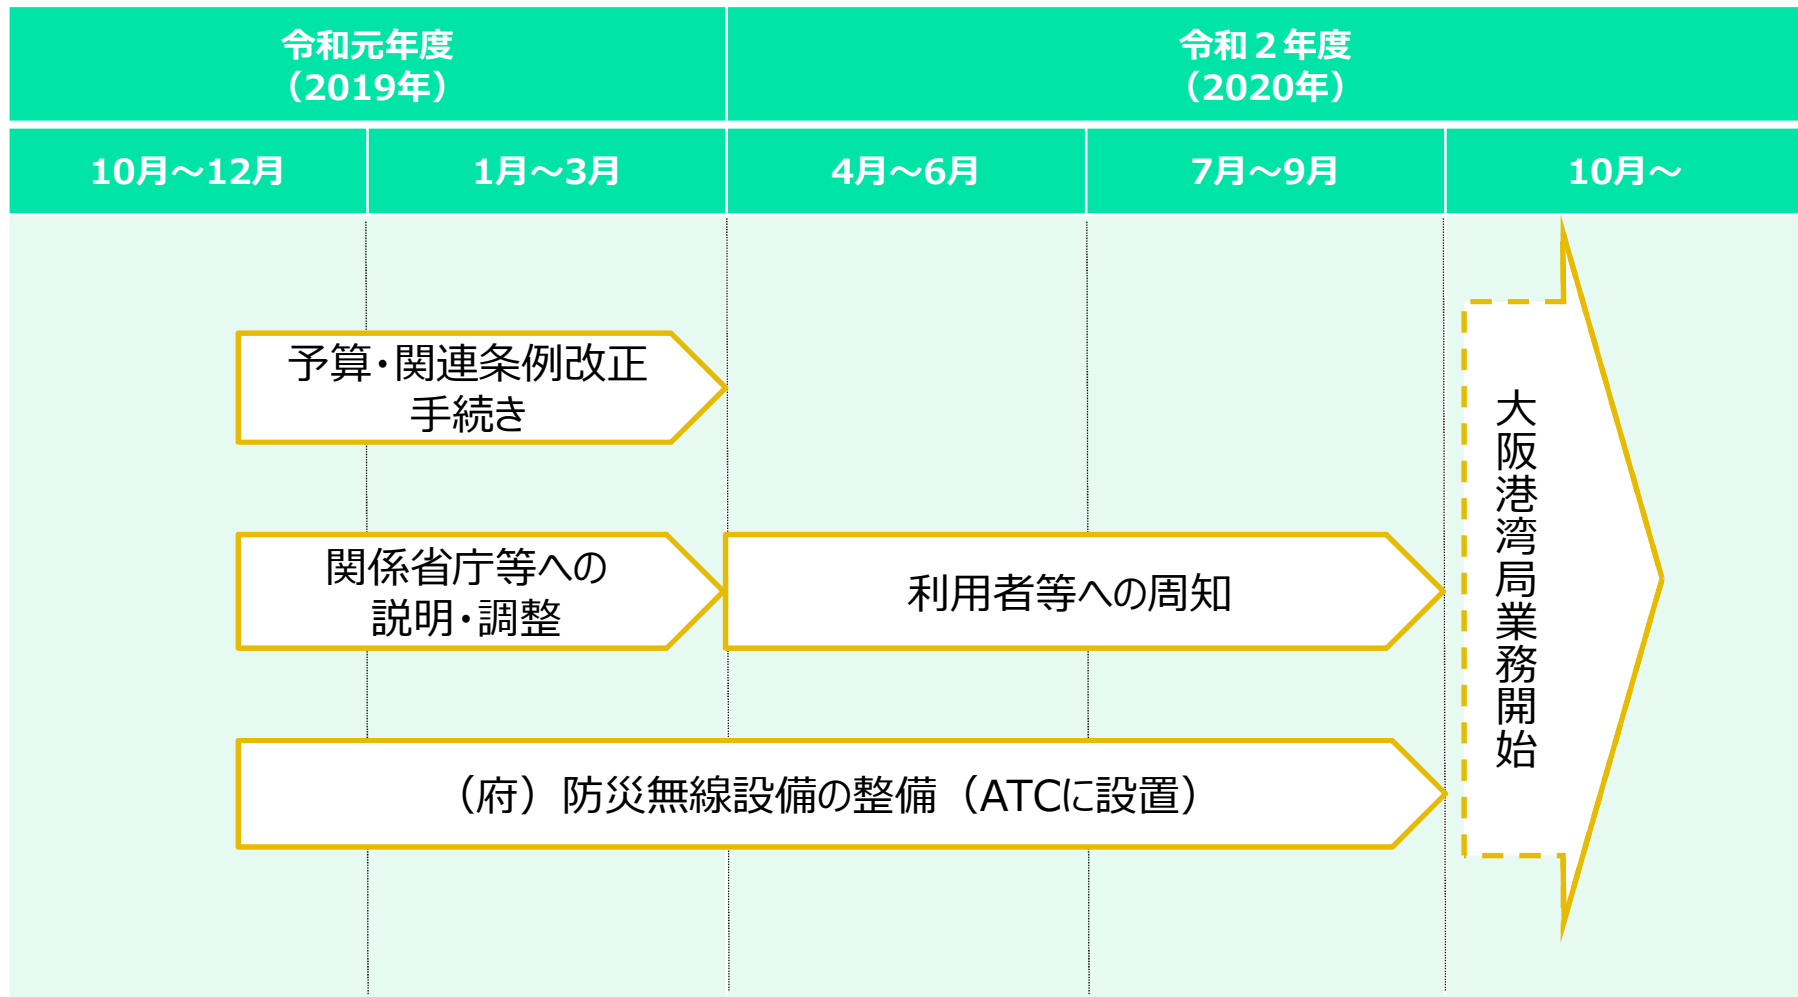 令和元年度
（2019年）
令和２年度
（2020年）
10月～12月
1月～3月
4月～6月
7月～9月
10月～
予算・関連条例改正
手続き
関係省庁等への
説明・調整
利用者等への周知
（府）防災無線設備の整備（ATCに設置）
大阪港湾局業務開始